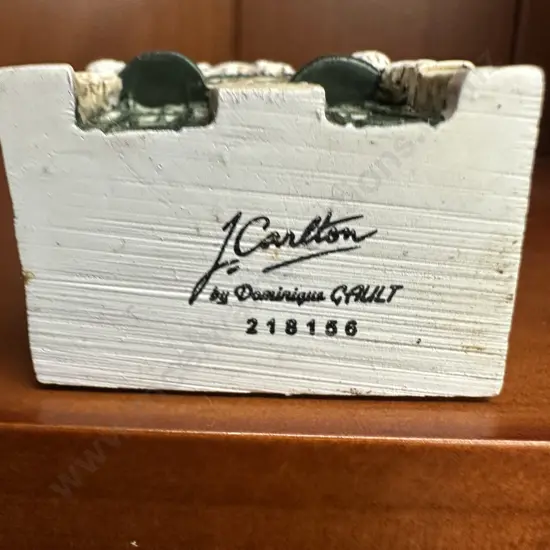 J. Carlton
by Dominique GAULT
218156